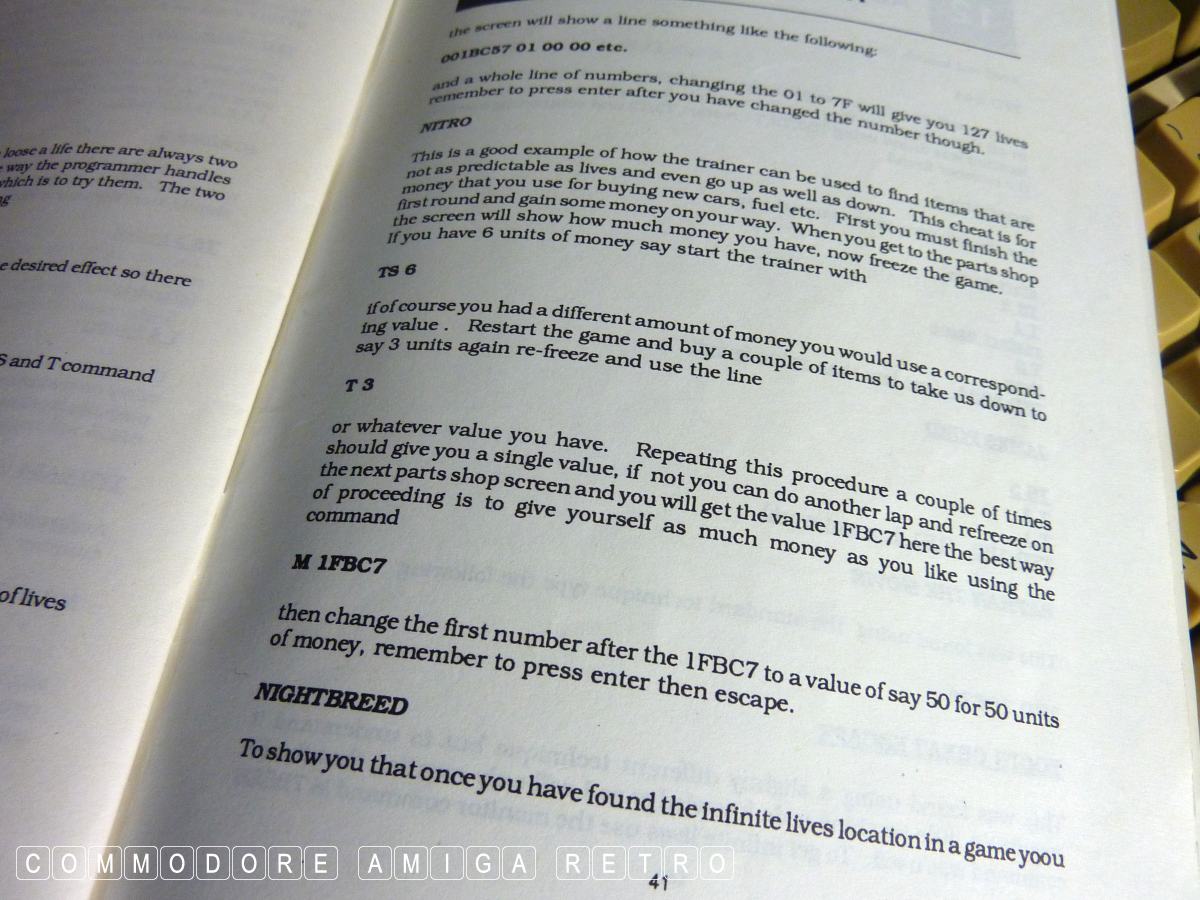 loose a life there are always two
way the programmer handles
which is to try them. The two
e desired effect so there
S and T command
of lives
the screen will show a line something like the following:
001BC57 01 00 00 etc.
and a whole line of numbers, changing the 01 to 7F will give you 127 lives
remember to press enter after you have changed the number though.
NITRO
This is a good example of how the trainer can be used to find items that are
not as predictable as lives and even go up as well as down. This cheat is for
money that you use for buying new cars, fuel etc. First you must finish the
first round and gain some money on your way. When you get to the parts shop
the screen will show how much money you have, now freeze the game.
If you have 6 units of money say start the trainer with
TS 6
if of course you had a different amount of money you would use a correspond-
ing value . Restart the game and buy a couple of items to take us down to
say 3 units again re-freeze and use the line
T 3
or whatever value you have. Repeating this procedure a couple of times
should give you a single value, if not you can do another lap and refreeze on
the next parts shop screen and you will get the value 1FBC7 here the best way
of proceeding is to give yourself as much money as you like using the
command
M 1FBC7
then change the first number after the 1FBC7 to a value of say 50 for 50 units
of money, remember to press enter then escape.
NIGHTBREED
To show you that once you have found the infinite lives location in a game yoou
41
COMMODORE AMIGA RETRO